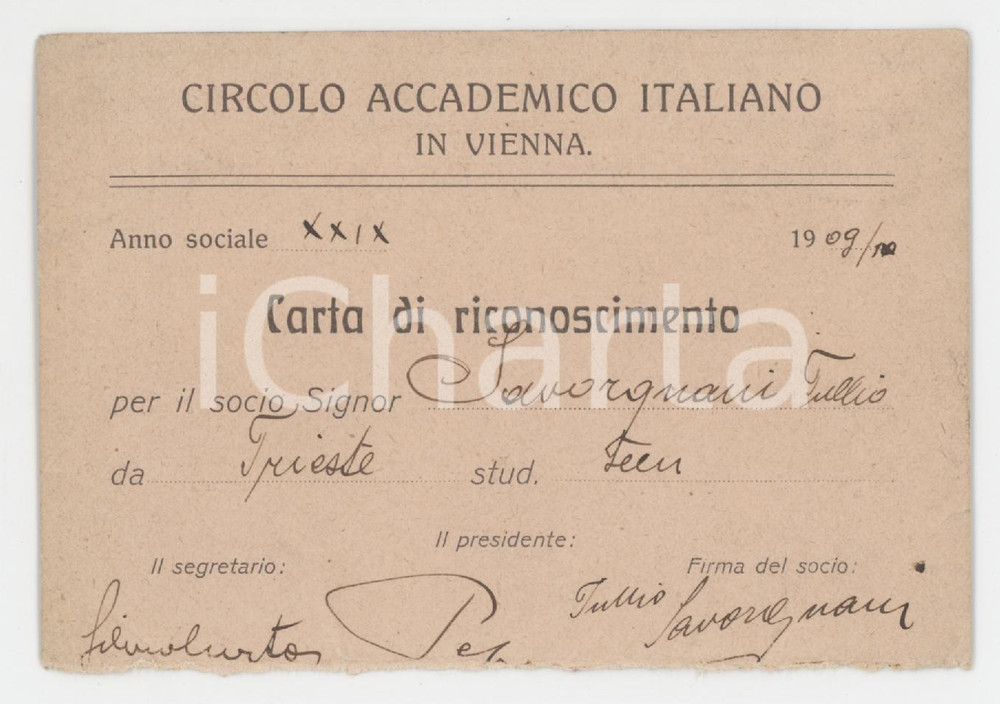 CIRCOLO ACCADEMICO ITALIANO
IN VIENNA.
Anno sociale XXIX 1909/10
iCharta
Carta di riconoscimento
per il socio Signor Savorgnani Tullio
da Trieste stud. Tecn
Il presidente:
Il segretario: Firma del socio:
Tullio Savorgnani